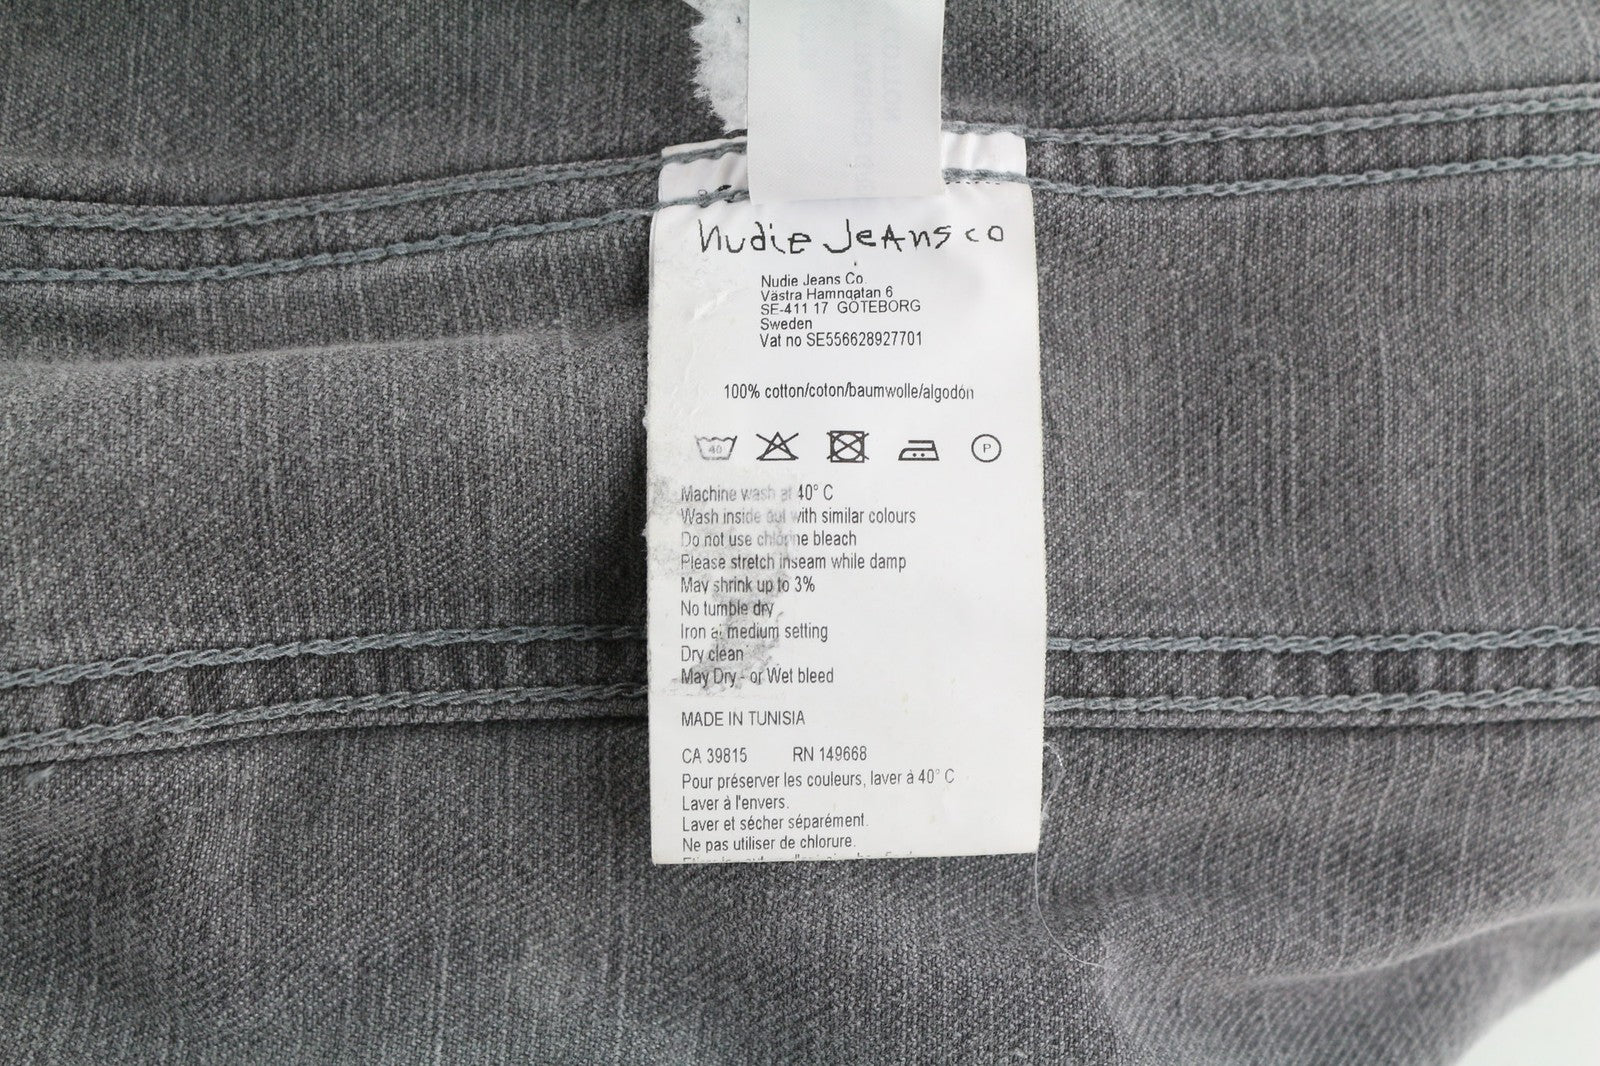 Nudie Jeans co
Nudie Jeans Co.
Västra Hamngatan 6
SE-411 17 GÖTEBORG
Sweden
Vat no SE556628927701
100% cotton/coton/baumwolle/algodón
40 P
Machine wash at 40° C
Wash inside out with similar colours
Do not use chlorine bleach
Please stretch inseam while damp
May shrink up to 3%
No tumble dry
Iron at medium setting
Dry clean
May Dry - or Wet bleed
MADE IN TUNISIA
CA 39815 RN 149668
Pour préserver les couleurs, laver à 40° C
Laver à l'envers.
Laver et sécher séparément.
Ne pas utiliser de chlorure.